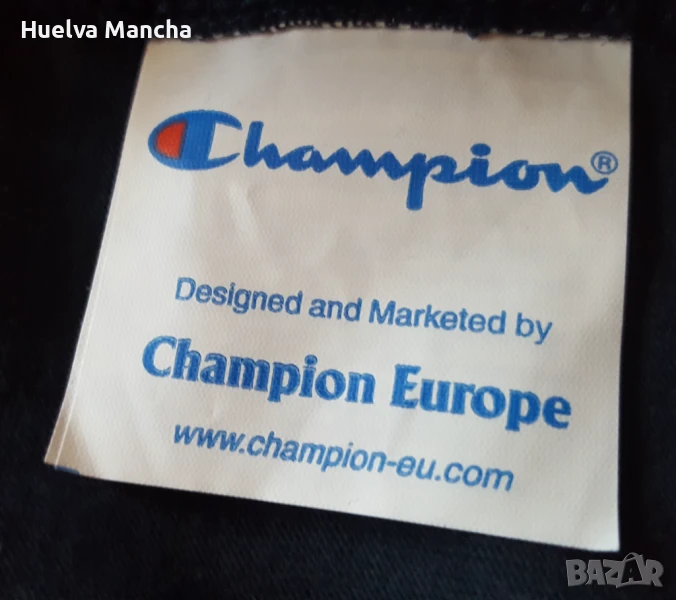 Huelva Mancha
Champion®
Designed and Marketed by
Champion Europe
www.champion-eu.com
BAZAR